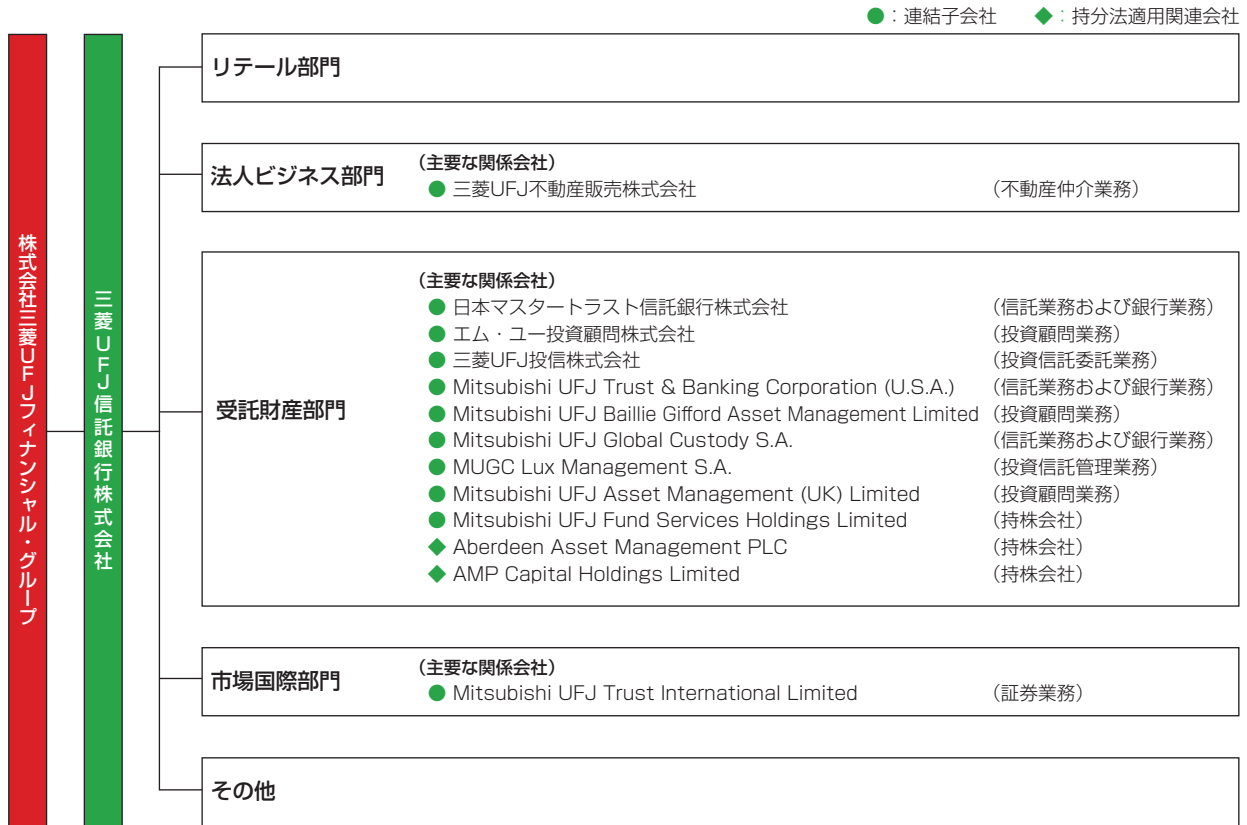 ●：連結子会社　◆：持分法適用関連会社
株式会社三菱UFJフィナンシャル・グループ
三菱UFJ信託銀行株式会社
リテール部門
法人ビジネス部門
（主要な関係会社）
● 三菱UFJ不動産販売株式会社　（不動産仲介業務）
受託財産部門
（主要な関係会社）
● 日本マスタートラスト信託銀行株式会社　（信託業務および銀行業務）
● エム・ユー投資顧問株式会社　（投資顧問業務）
● 三菱UFJ投信株式会社　（投資信託委託業務）
● Mitsubishi UFJ Trust & Banking Corporation (U.S.A.)　（信託業務および銀行業務）
● Mitsubishi UFJ Baillie Gifford Asset Management Limited　（投資顧問業務）
● Mitsubishi UFJ Global Custody S.A.　（信託業務および銀行業務）
● MUGC Lux Management S.A.　（投資信託管理業務）
● Mitsubishi UFJ Asset Management (UK) Limited　（投資顧問業務）
● Mitsubishi UFJ Fund Services Holdings Limited　（持株会社）
◆ Aberdeen Asset Management PLC　（持株会社）
◆ AMP Capital Holdings Limited　（持株会社）
市場国際部門
（主要な関係会社）
● Mitsubishi UFJ Trust International Limited　（証券業務）
その他